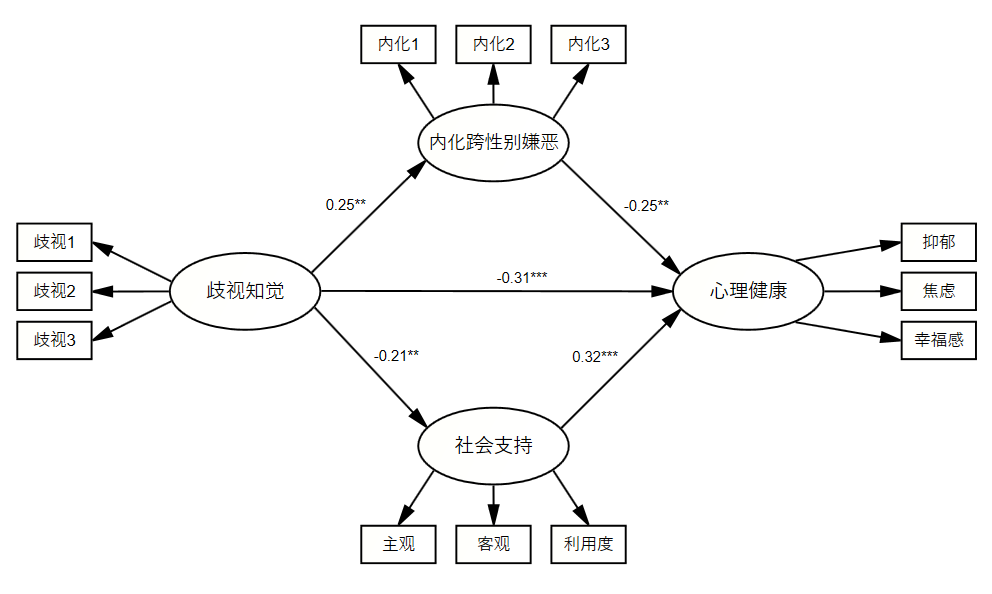 内化1
内化2
内化3
内化跨性别嫌恶
0.25**
-0.25**
歧视1
歧视2
歧视3
歧视知觉
-0.31***
心理健康
抑郁
焦虑
幸福感
-0.21**
0.32***
社会支持
主观
客观
利用度